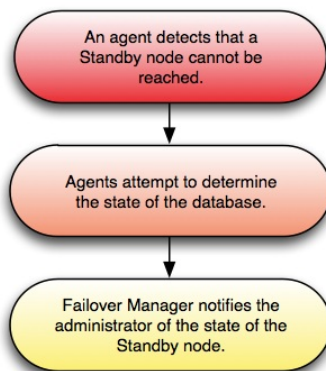 An agent detects that a
Standby node cannot be
reached.
Agents attempt to determine
the state of the database.
Failover Manager notifies the
administrator of the state of the
Standby node.